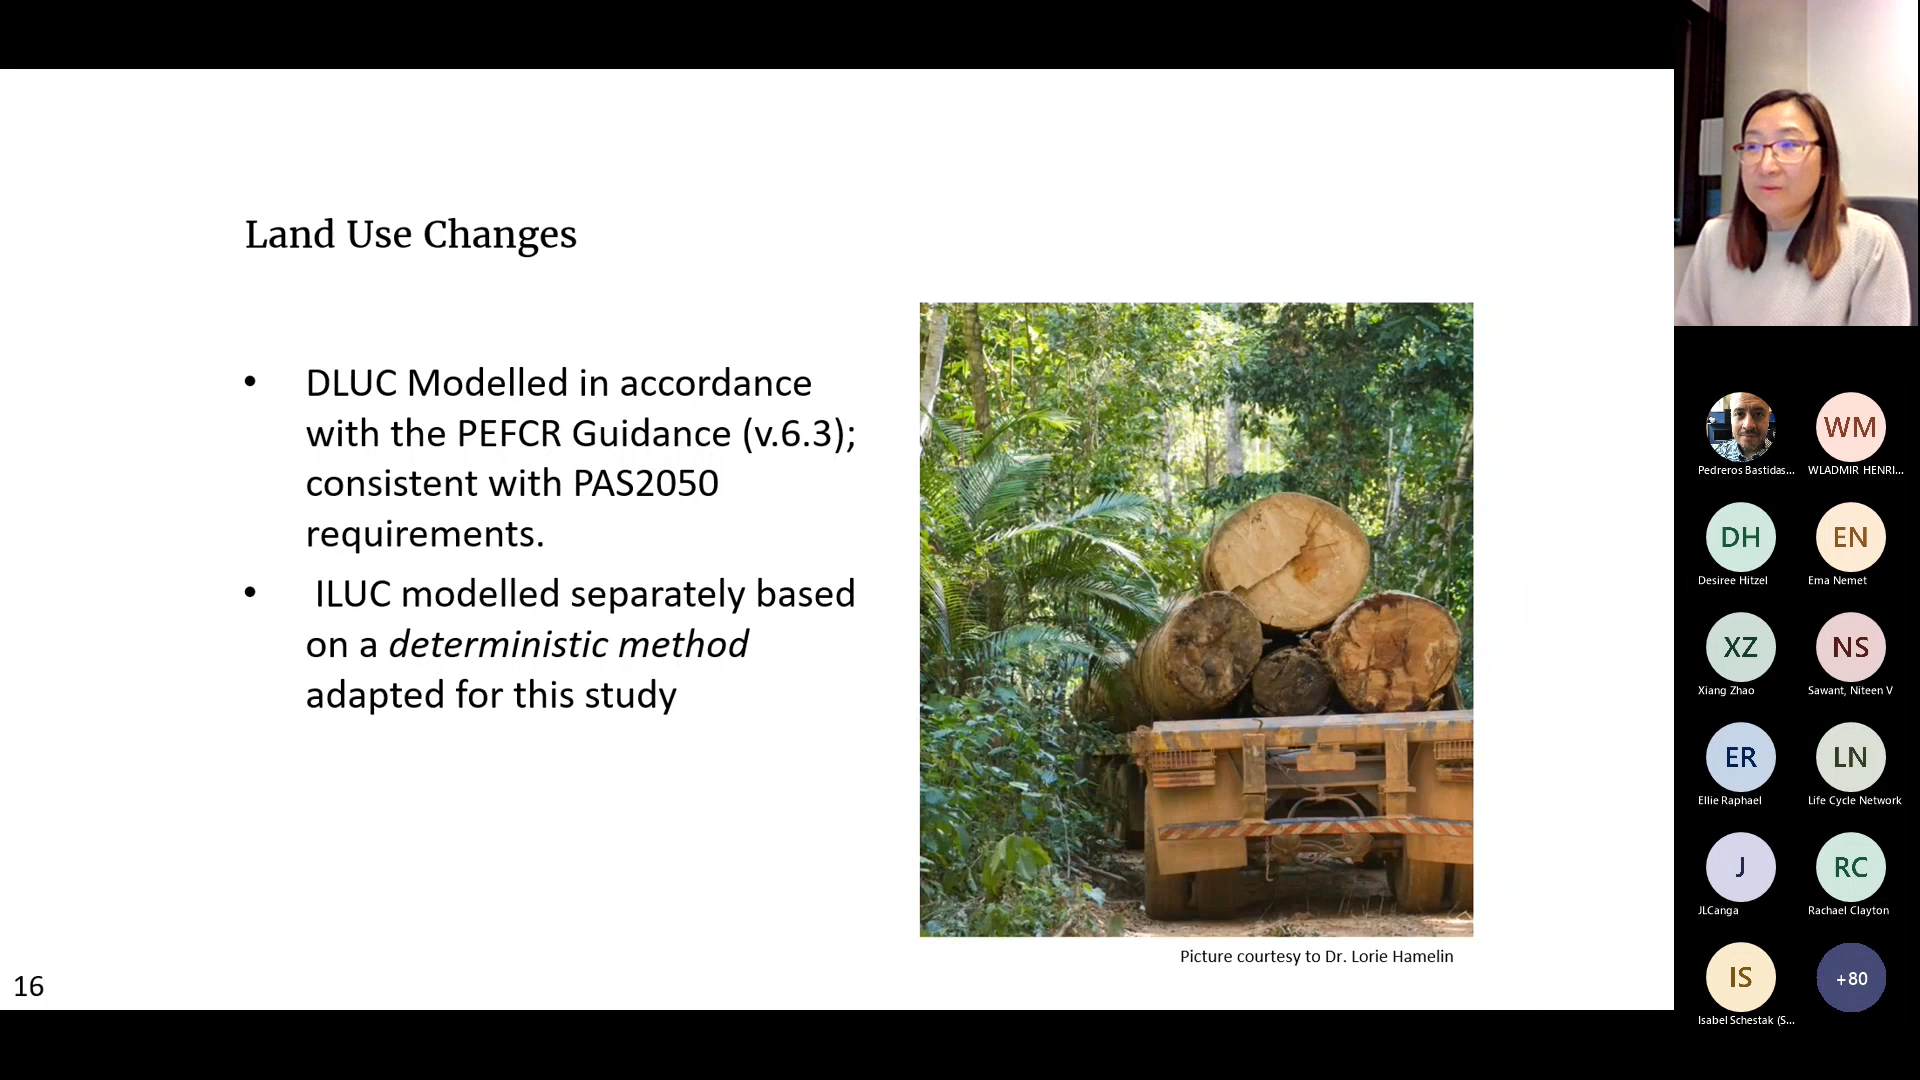 Land Use Changes
• DLUC Modelled in accordance
with the PEFCR Guidance (v.6.3);
consistent with PAS2050
requirements.
• ILUC modelled separately based
on a deterministic method
adapted for this study
Picture courtesy to Dr. Lorie Hamelin
16
Pedreros Bastidas...
WM
WLADMIR HENRI...
DH
Desiree Hitzel
EN
Ema Nemet
XZ
Xiang Zhao
NS
Sawant, Niteen V
ER
Ellie Raphael
LN
Life Cycle Network
J
JLCanga
RC
Rachael Clayton
IS
Isabel Schestak (S...
+80